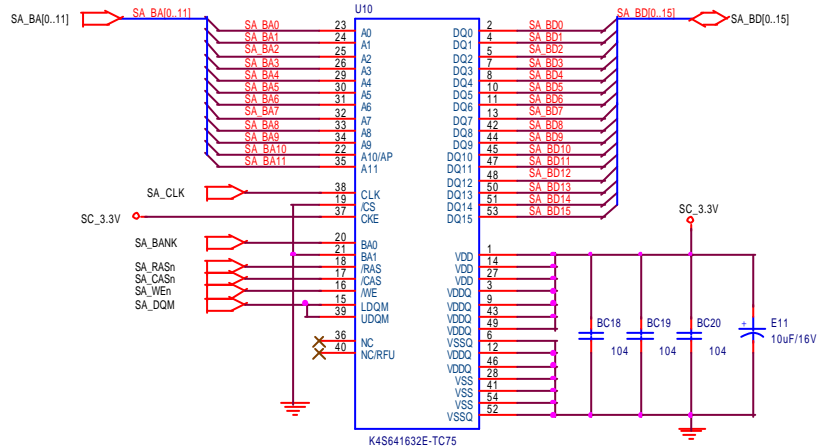 U10
SA_BA[0..11] SA_BA[0..11] SA_BD[0..15] SA_BD[0..15]
SA_BA0 23 A0 DQ0 2 SA_BD0
SA_BA1 24 A1 DQ1 4 SA_BD1
SA_BA2 25 A2 DQ2 5 SA_BD2
SA_BA3 26 A3 DQ3 7 SA_BD3
SA_BA4 29 A4 DQ4 8 SA_BD4
SA_BA5 30 A5 DQ5 10 SA_BD5
SA_BA6 31 A6 DQ6 11 SA_BD6
SA_BA7 32 A7 DQ7 13 SA_BD7
SA_BA8 33 A8 DQ8 42 SA_BD8
SA_BA9 34 A9 DQ9 44 SA_BD9
SA_BA10 22 A10/AP DQ10 45 SA_BD10
SA_BA11 35 A11 DQ11 47 SA_BD11
DQ12 48 SA_BD12
SA_CLK 38 CLK DQ13 50 SA_BD13
19 /CS DQ14 51 SA_BD14
SC_3.3V 37 CKE DQ15 53 SA_BD15
SC_3.3V
SA_BANK 20 BA0
21 BA1 VDD 1
SA_RASn 18 /RAS VDD 14
SA_CASn 17 /CAS VDD 27
SA_WEn 16 /WE VDDQ 3
SA_DQM 15 LDQM VDDQ 9
39 UDQM VDDQ 43
VDDQ 49
BC18 BC19 BC20 + E11
36 NC VSSQ 6
10uF/16V
40 NC/RFU VDDQ 12
104 104 104
VDDQ 46
VSS 28
VSS 41
VSS 54
VSSQ 52
K4S641632E-TC75